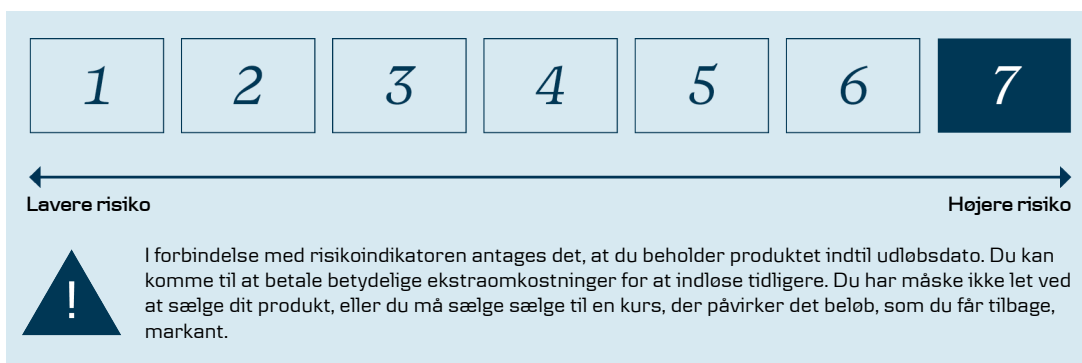 1 2 3 4 5 6 7
Lavere risiko Højere risiko
!
I forbindelse med risikoindikatoren antages det, at du beholder produktet indtil udløbsdato. Du kan
komme til at betale betydelige ekstraomkostninger for at indløse tidligere. Du har måske ikke let ved
at sælge dit produkt, eller du må sælge sælge til en kurs, der påvirker det beløb, som du får tilbage,
markant.